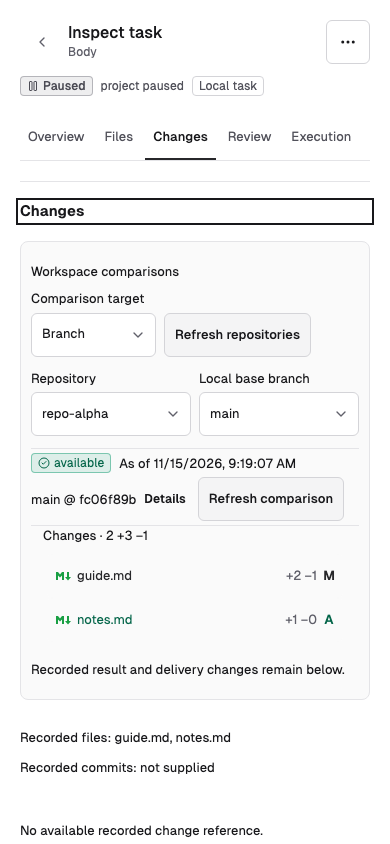 Inspect task
Body
Paused project paused Local task
Overview Files Changes Review Execution
Changes
Workspace comparisons
Comparison target
Branch Refresh repositories
Repository Local base branch
repo-alpha main
available As of 11/15/2026, 9:19:07 AM
main @ fc06f89b Details Refresh comparison
Changes · 2 +3 −1
M↓ guide.md +2 −1 M
M↓ notes.md +1 −0 A
Recorded result and delivery changes remain below.
Recorded files: guide.md, notes.md
Recorded commits: not supplied
No available recorded change reference.